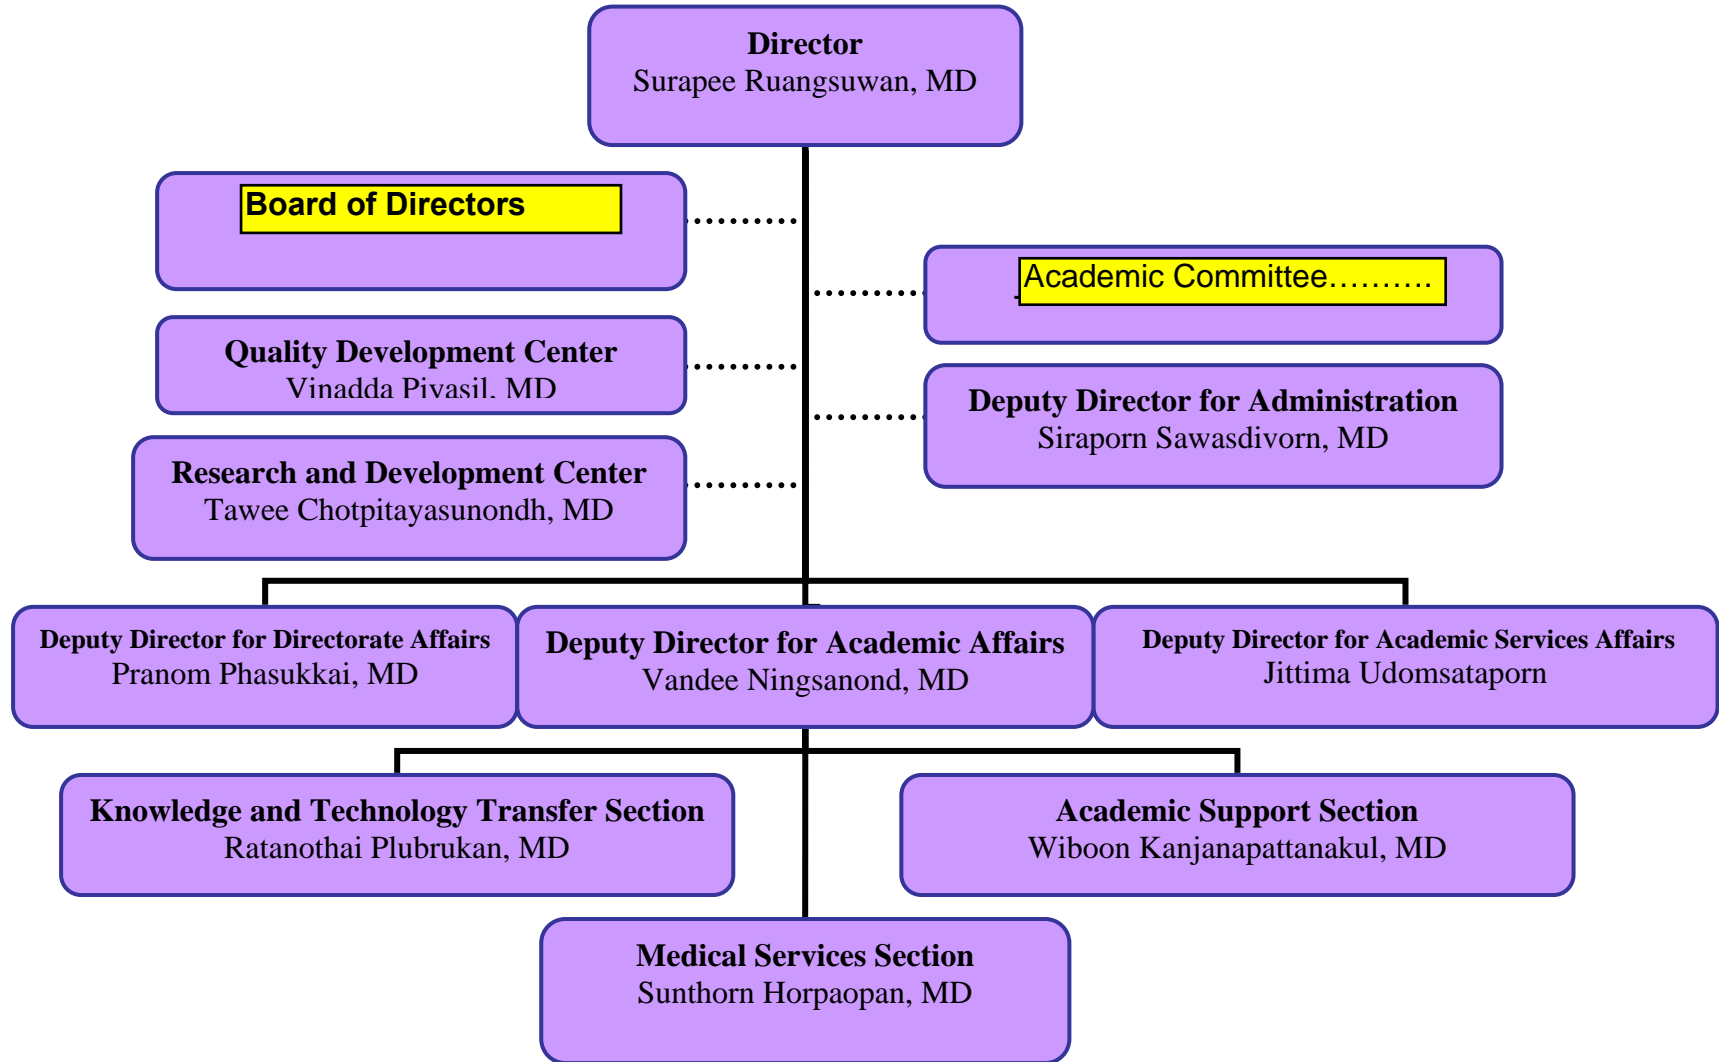 Director
Surapee Ruangsuwan, MD
Board of Directors
Academic Committee……….
Quality Development Center
Vinadda Piyasil, MD
Deputy Director for Administration
Siraporn Sawasdivorn, MD
Research and Development Center
Tawee Chotpitayasunondh, MD
Deputy Director for Directorate Affairs
Pranom Phasukkai, MD
Deputy Director for Academic Affairs
Vandee Ningsanond, MD
Deputy Director for Academic Services Affairs
Jittima Udomsataporn
Knowledge and Technology Transfer Section
Ratanothai Plubrukan, MD
Academic Support Section
Wiboon Kanjanapattanakul, MD
Medical Services Section
Sunthorn Horpaopan, MD